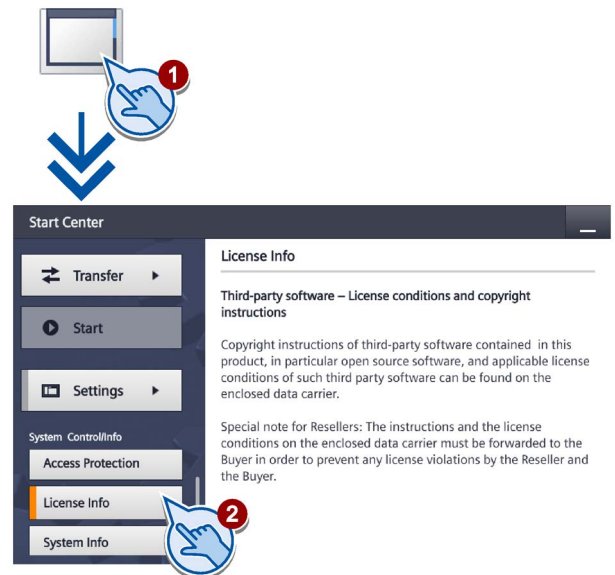 1
Start Center
Transfer
Start
Settings
System Control/Info
Access Protection
License Info
System Info
2
License Info
Third-party software – License conditions and copyright
instructions
Copyright instructions of third-party software contained in this
product, in particular open source software, and applicable license
conditions of such third party software can be found on the
enclosed data carrier.
Special note for Resellers: The instructions and the license
conditions on the enclosed data carrier must be forwarded to the
Buyer in order to prevent any license violations by the Reseller and
the Buyer.